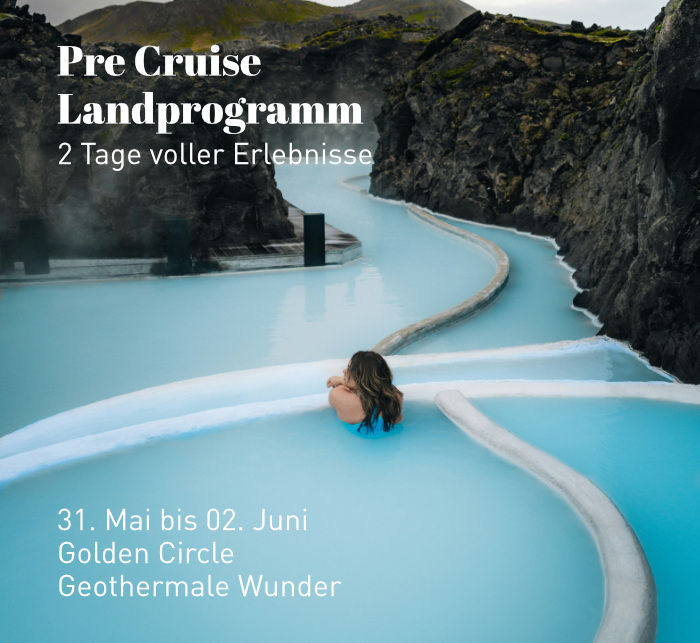 Pre Cruise
Landprogramm
2 Tage voller Erlebnisse
31. Mai bis 02. Juni
Golden Circle
Geothermale Wunder